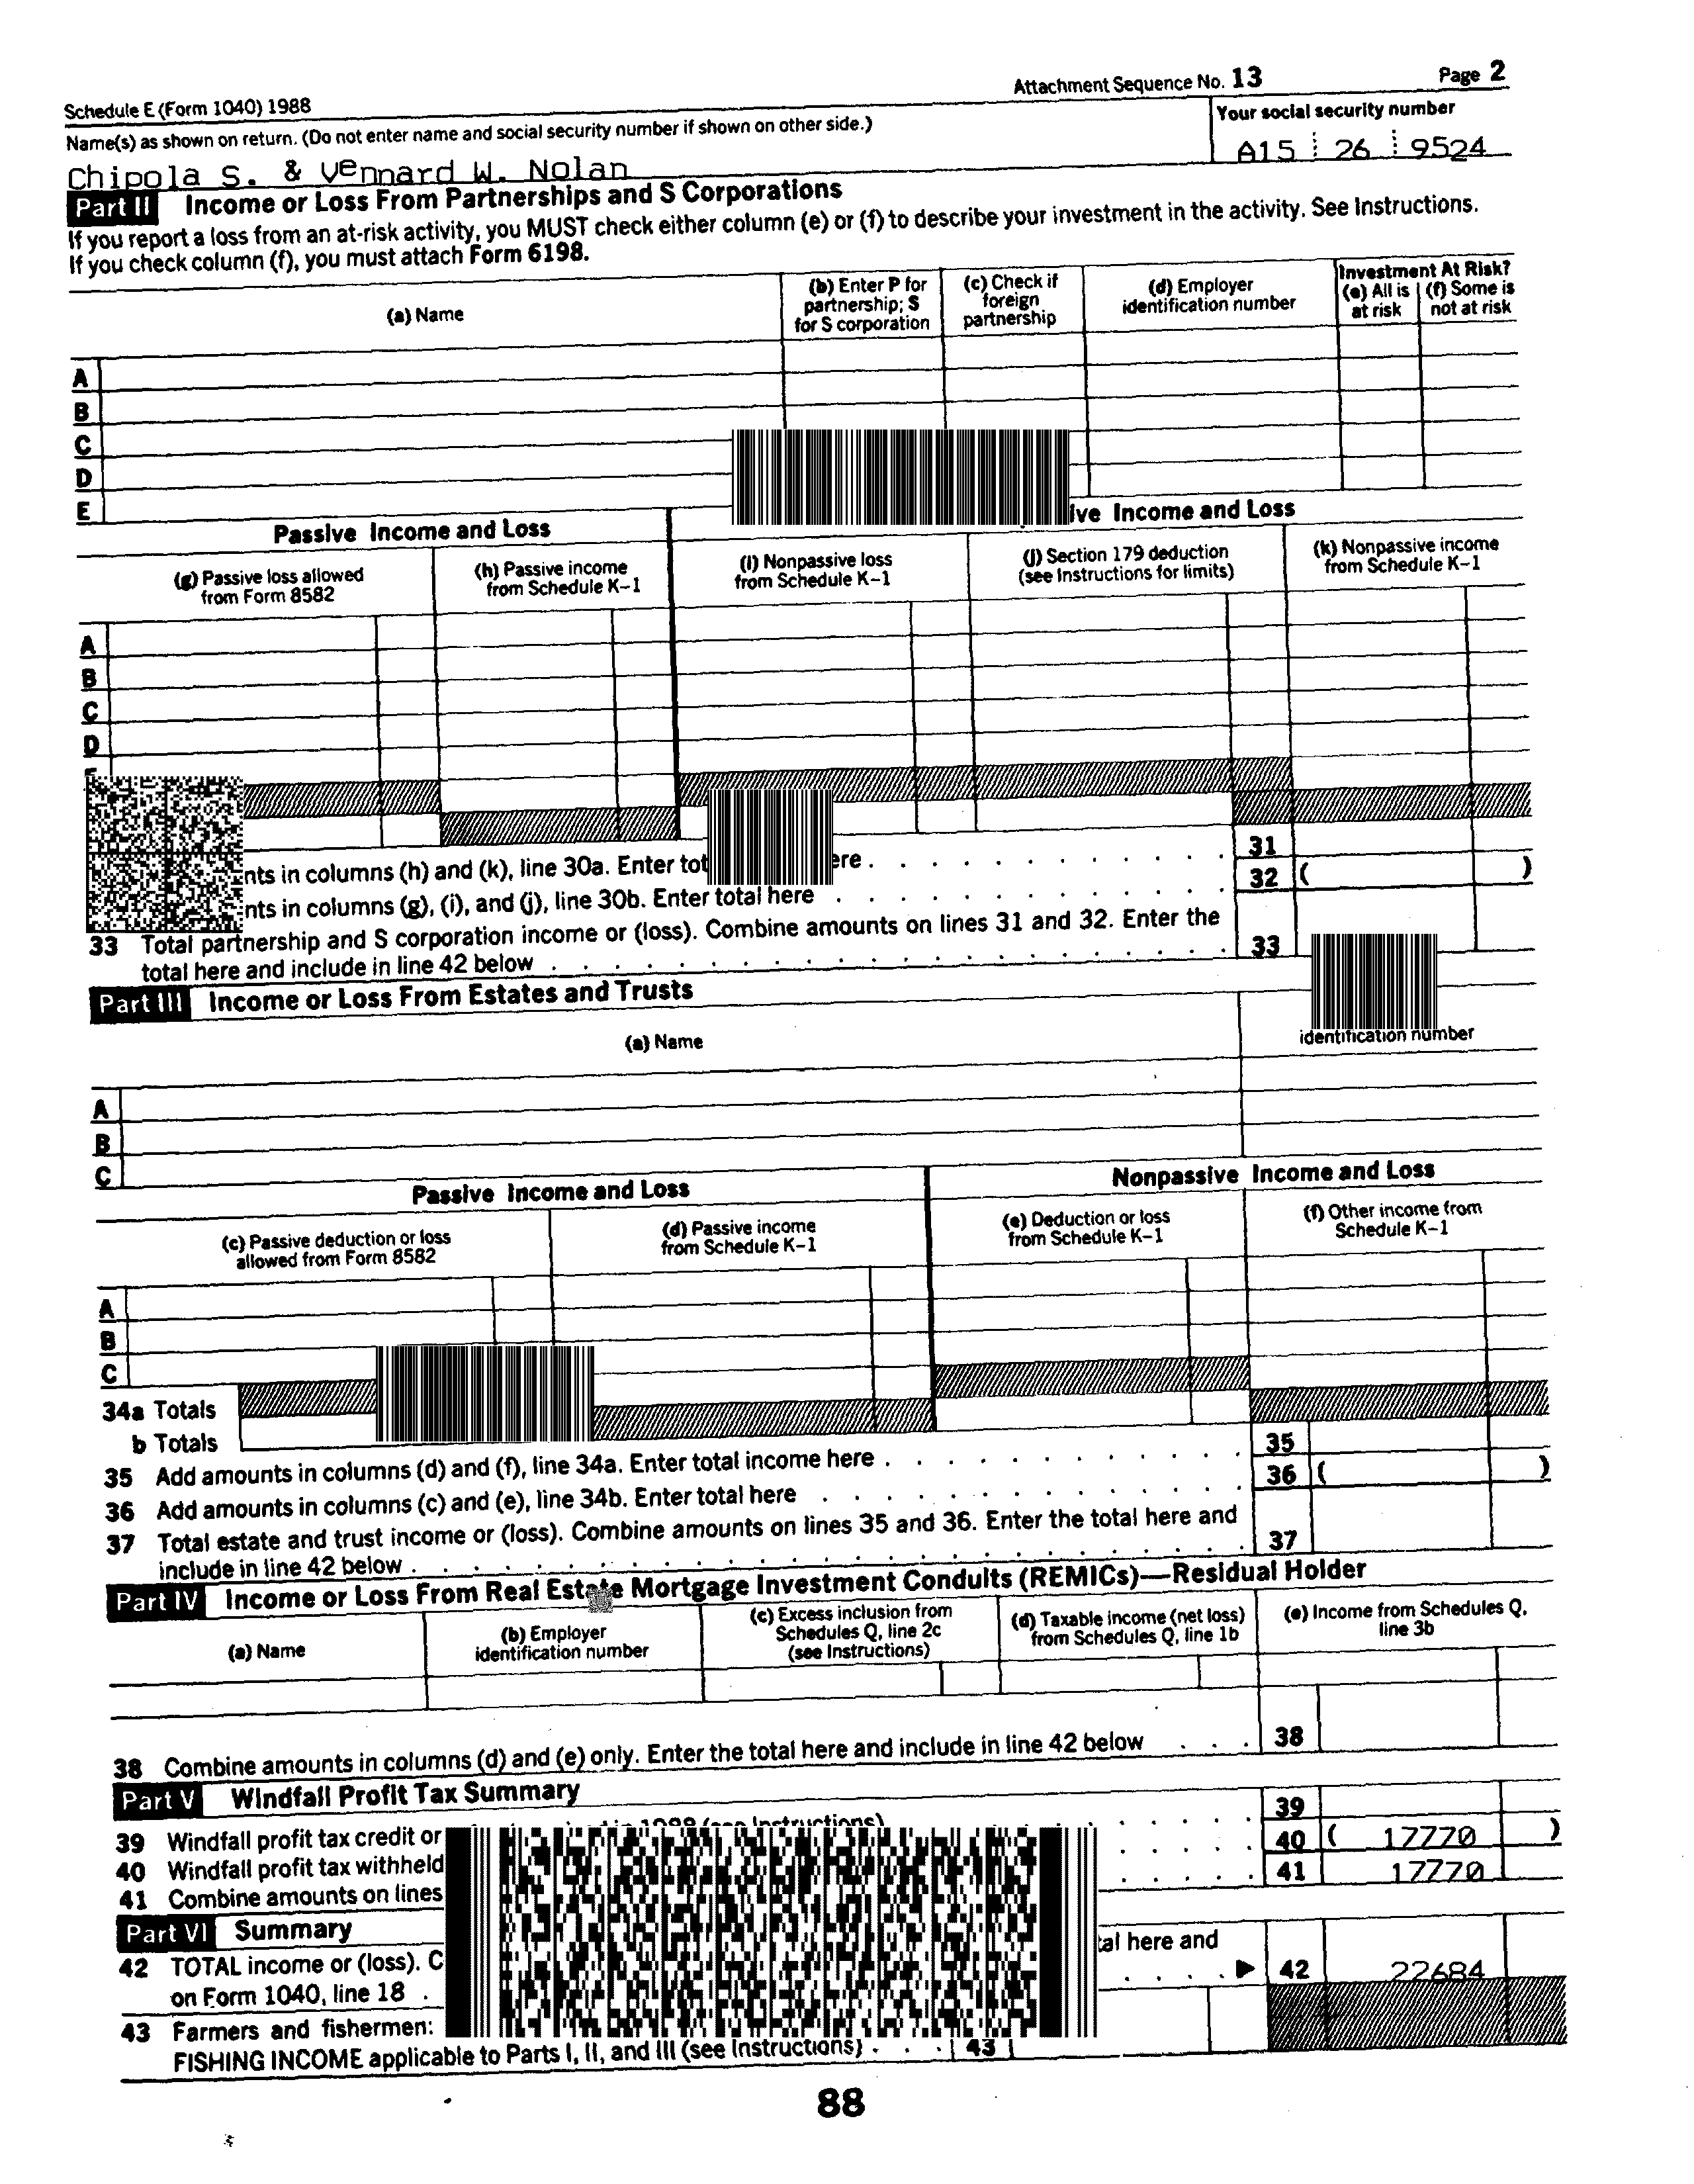 Attachment Sequence No. 13 Page 2
Schedule E (Form 1040) 1988
Name(s) as shown on return. (Do not enter name and social security number if shown on other side.)
Your social security number
Chipola S. & Vennard W. Nolan
A15 26 9524
Part II Income or Loss From Partnerships and S Corporations
If you report a loss from an at-risk activity, you MUST check either column (e) or (f) to describe your investment in the activity. See Instructions.
If you check column (f), you must attach Form 6198.
(a) Name
(b) Enter P for
partnership; S
for S corporation
(c) Check if
foreign
partnership
(d) Employer
identification number
Investment At Risk?
(e) All is
at risk
(f) Some is
not at risk
A
B
C
D
E
Passive Income and Loss
ive Income and Loss
(g) Passive loss allowed
from Form 8582
(h) Passive income
from Schedule K–1
(i) Nonpassive loss
from Schedule K–1
(j) Section 179 deduction
(see Instructions for limits)
(k) Nonpassive income
from Schedule K–1
A
B
C
D
nts in columns (h) and (k), line 30a. Enter tot ere . . . . . . . . . . . . 31
nts in columns (g), (i), and (j), line 30b. Enter total here . . . . . . . . . . . . 32 ( )
33 Total partnership and S corporation income or (loss). Combine amounts on lines 31 and 32. Enter the
total here and include in line 42 below . . . . . . . . . . . . . . . . . . . . . . 33
Part III Income or Loss From Estates and Trusts
(a) Name
identification number
A
B
C
Passive Income and Loss
Nonpassive Income and Loss
(c) Passive deduction or loss
allowed from Form 8582
(d) Passive income
from Schedule K–1
(e) Deduction or loss
from Schedule K–1
(f) Other income from
Schedule K–1
A
B
C
34a Totals
b Totals
35 Add amounts in columns (d) and (f), line 34a. Enter total income here . . . . . . . . . . . . 35
36 Add amounts in columns (c) and (e), line 34b. Enter total here . . . . . . . . . . . . . 36 ( )
37 Total estate and trust income or (loss). Combine amounts on lines 35 and 36. Enter the total here and
include in line 42 below . . . . . . . . . . . . . . . . . . . . . . . . . . . 37
Part IV Income or Loss From Real Estate Mortgage Investment Conduits (REMICs)—Residual Holder
(a) Name
(b) Employer
identification number
(c) Excess inclusion from
Schedules Q, line 2c
(see Instructions)
(d) Taxable income (net loss)
from Schedules Q, line 1b
(e) Income from Schedules Q,
line 3b
38 Combine amounts in columns (d) and (e) only. Enter the total here and include in line 42 below . . . 38
Part V Windfall Profit Tax Summary
39 Windfall profit tax credit or in 1988 (see Instructions) . . . . . 39
40 Windfall profit tax withheld . . . . . 40 ( 17770 )
41 Combine amounts on lines . . . . . 41 17770
Part VI Summary
42 TOTAL income or (loss). C tal here and
on Form 1040, line 18 . . . . . ► 42 22684
43 Farmers and fishermen:
FISHING INCOME applicable to Parts I, II, and III (see Instructions) . . . 43
88